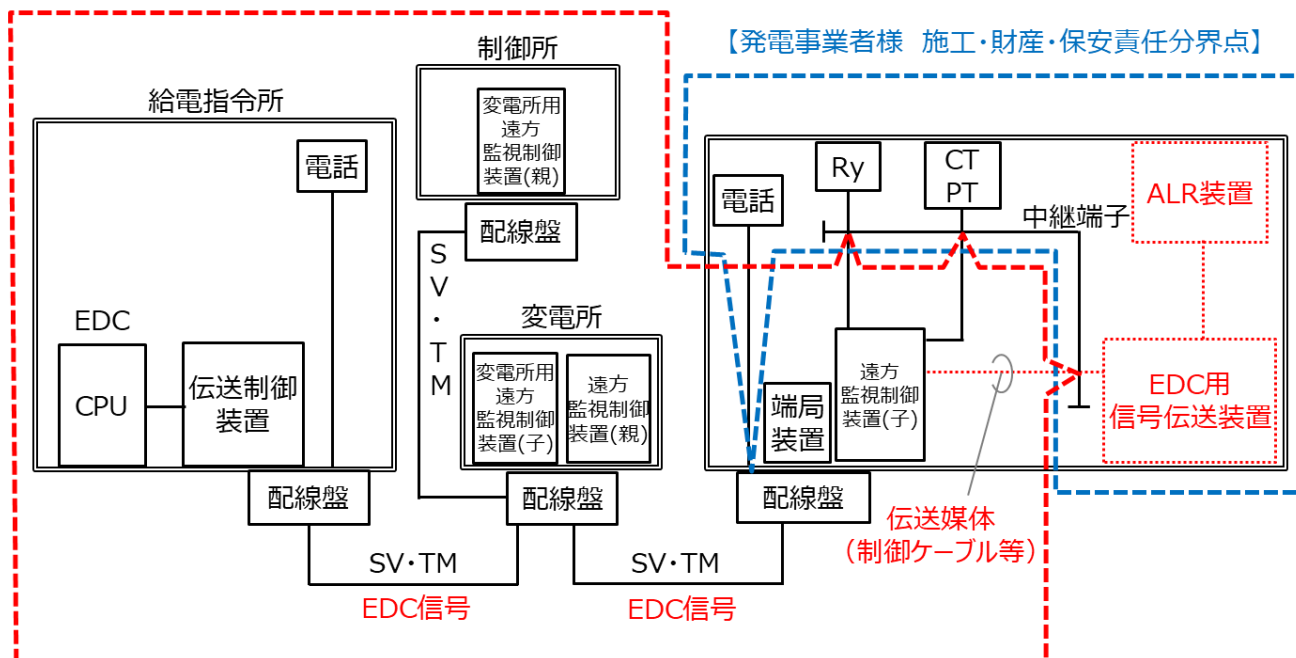 【発電事業者様 施工・財産・保安責任分界点】
制御所
変電所用
遠方
監視制御
装置(親)
配線盤
給電指令所
電話
EDC
CPU
伝送制御
装置
配線盤
SV・TM
変電所
変電所用
遠方
監視制御
装置(子)
遠方
監視制御
装置(親)
配線盤
SV・TM
EDC信号
SV・TM
EDC信号
電話
Ry
CT
PT
中継端子
ALR装置
端局
装置
遠方
監視制御
装置(子)
EDC用
信号伝送装置
配線盤
伝送媒体
（制御ケーブル等）